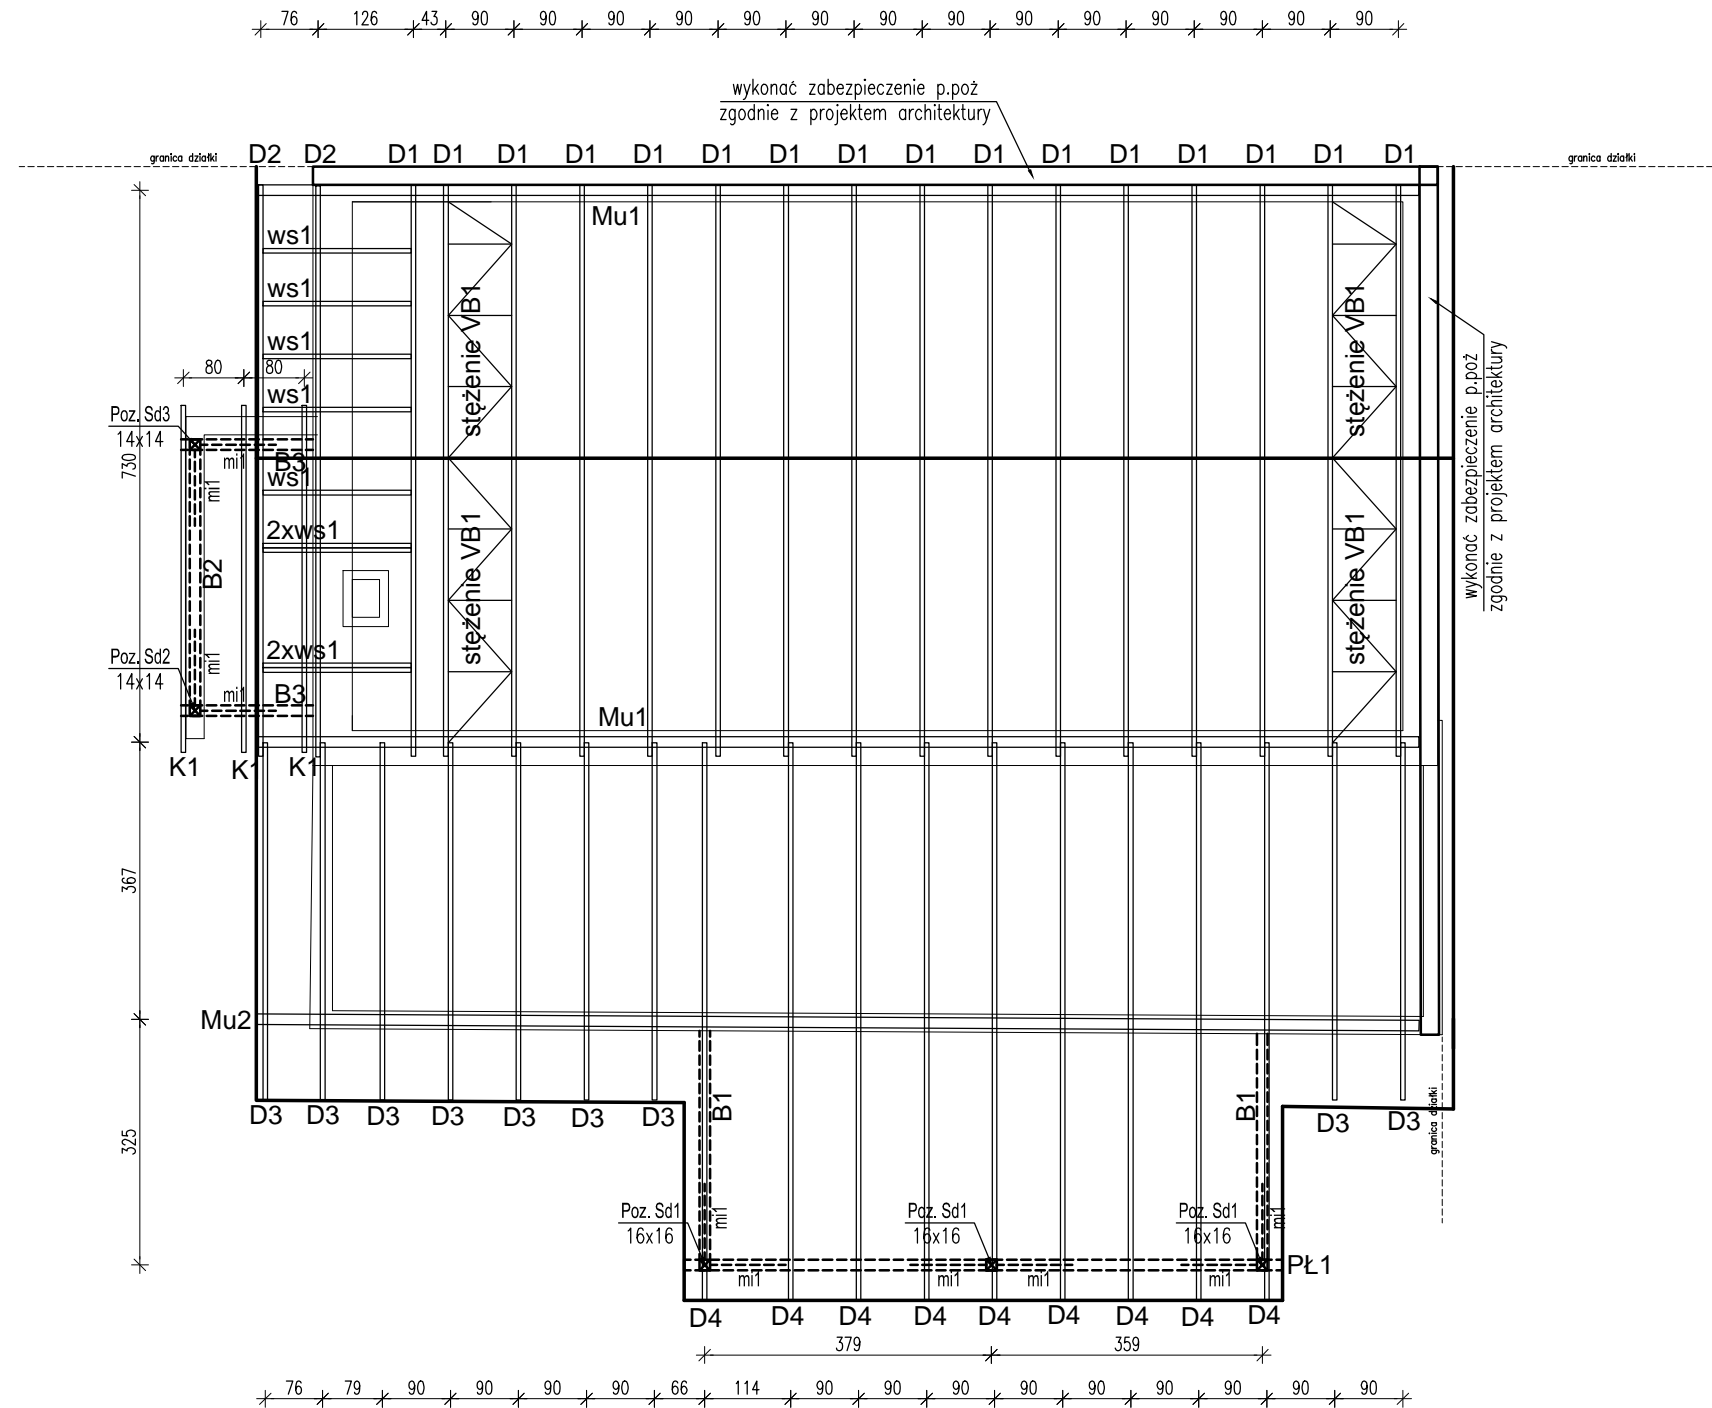 76 126 43 90 90 90 90 90 90 90 90 90 90 90 90 90 90
wykonać zabezpieczenie p.poż
zgodnie z projektem architektury
granica działki
D2 D2 D1 D1 D1 D1 D1 D1 D1 D1 D1 D1 D1 D1 D1 D1 D1 D1
granica działki
Mu1
ws1
ws1
stężenie VB1
stężenie VB1
ws1
80 80
ws1
wykonać zabezpieczenie p.poż
zgodnie z projektem architektury
Poz. Sd3
14x14
730
mi1
B3
ws1
mi1
2xws1
stężenie VB1
stężenie VB1
B2
2xws1
Poz. Sd2
14x14
mi1
mi1
B3
Mu1
K1 K1 K1
367
Mu2
D3 D3 D3 D3 D3 D3 D3
B1
B1
D3 D3
granica działki
325
Poz. Sd1
16x16
mi1
Poz. Sd1
16x16
Poz. Sd1
16x16
mi1
PŁ1
mi1 mi1 mi1 mi1
D4 D4 D4 D4 D4 D4 D4 D4 D4
379 359
76 79 90 90 90 90 66 114 90 90 90 90 90 90 90 90 90